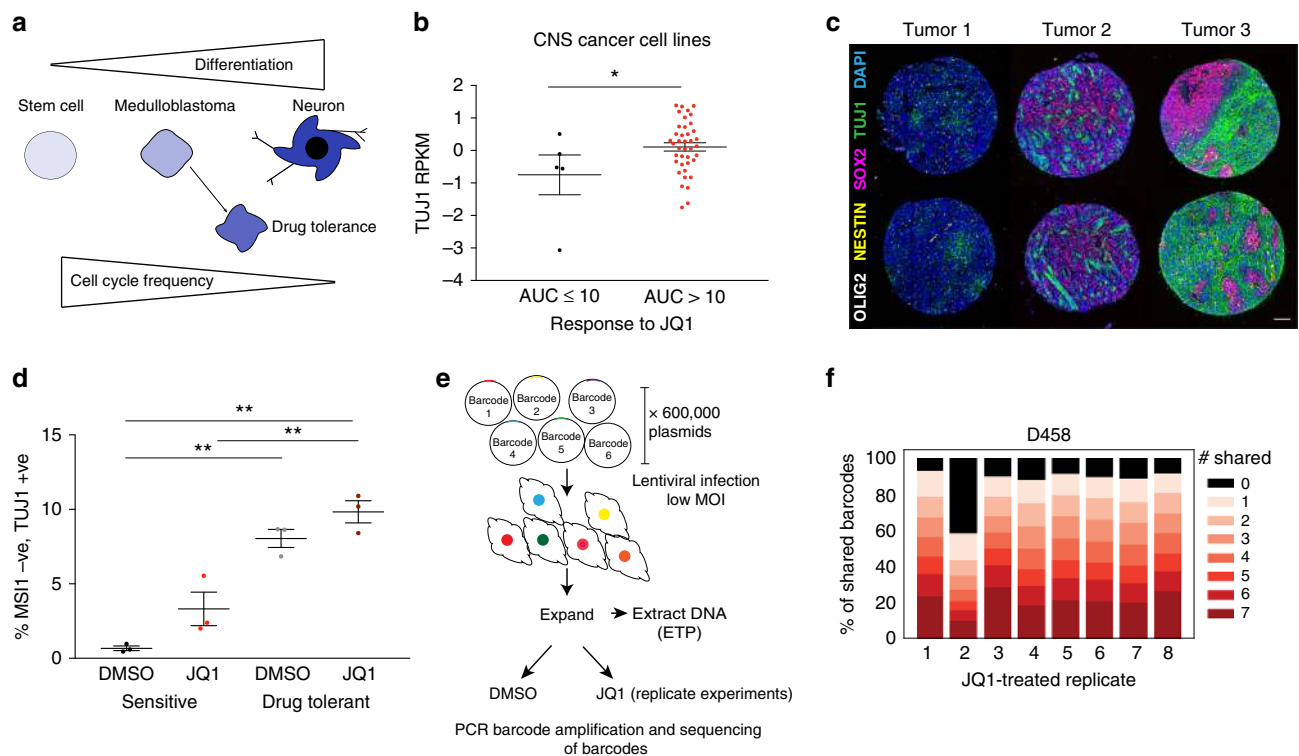 a
Differentiation
Stem cell
Medulloblastoma
Neuron
Drug tolerance
Cell cycle frequency
b
CNS cancer cell lines
*
TUJ1 RPKM
2
1
0
−1
−2
−3
−4
AUC ≤ 10
AUC > 10
Response to JQ1
c
Tumor 1
Tumor 2
Tumor 3
OLIG2 NESTIN SOX2 TUJ1 DAPI
d
**
**
**
% MSI1 −ve, TUJ1 +ve
15
10
5
0
DMSO
JQ1
DMSO
JQ1
Sensitive
Drug tolerant
e
Barcode
1
Barcode
2
Barcode
3
Barcode
4
Barcode
5
Barcode
6
× 600,000
plasmids
Lentiviral infection
low MOI
Expand
Extract DNA
(ETP)
DMSO
JQ1 (replicate experiments)
PCR barcode amplification and sequencing
of barcodes
f
D458
% of shared barcodes
100
80
60
40
20
0
1
2
3
4
5
6
7
8
JQ1-treated replicate
# shared
0
1
2
3
4
5
6
7